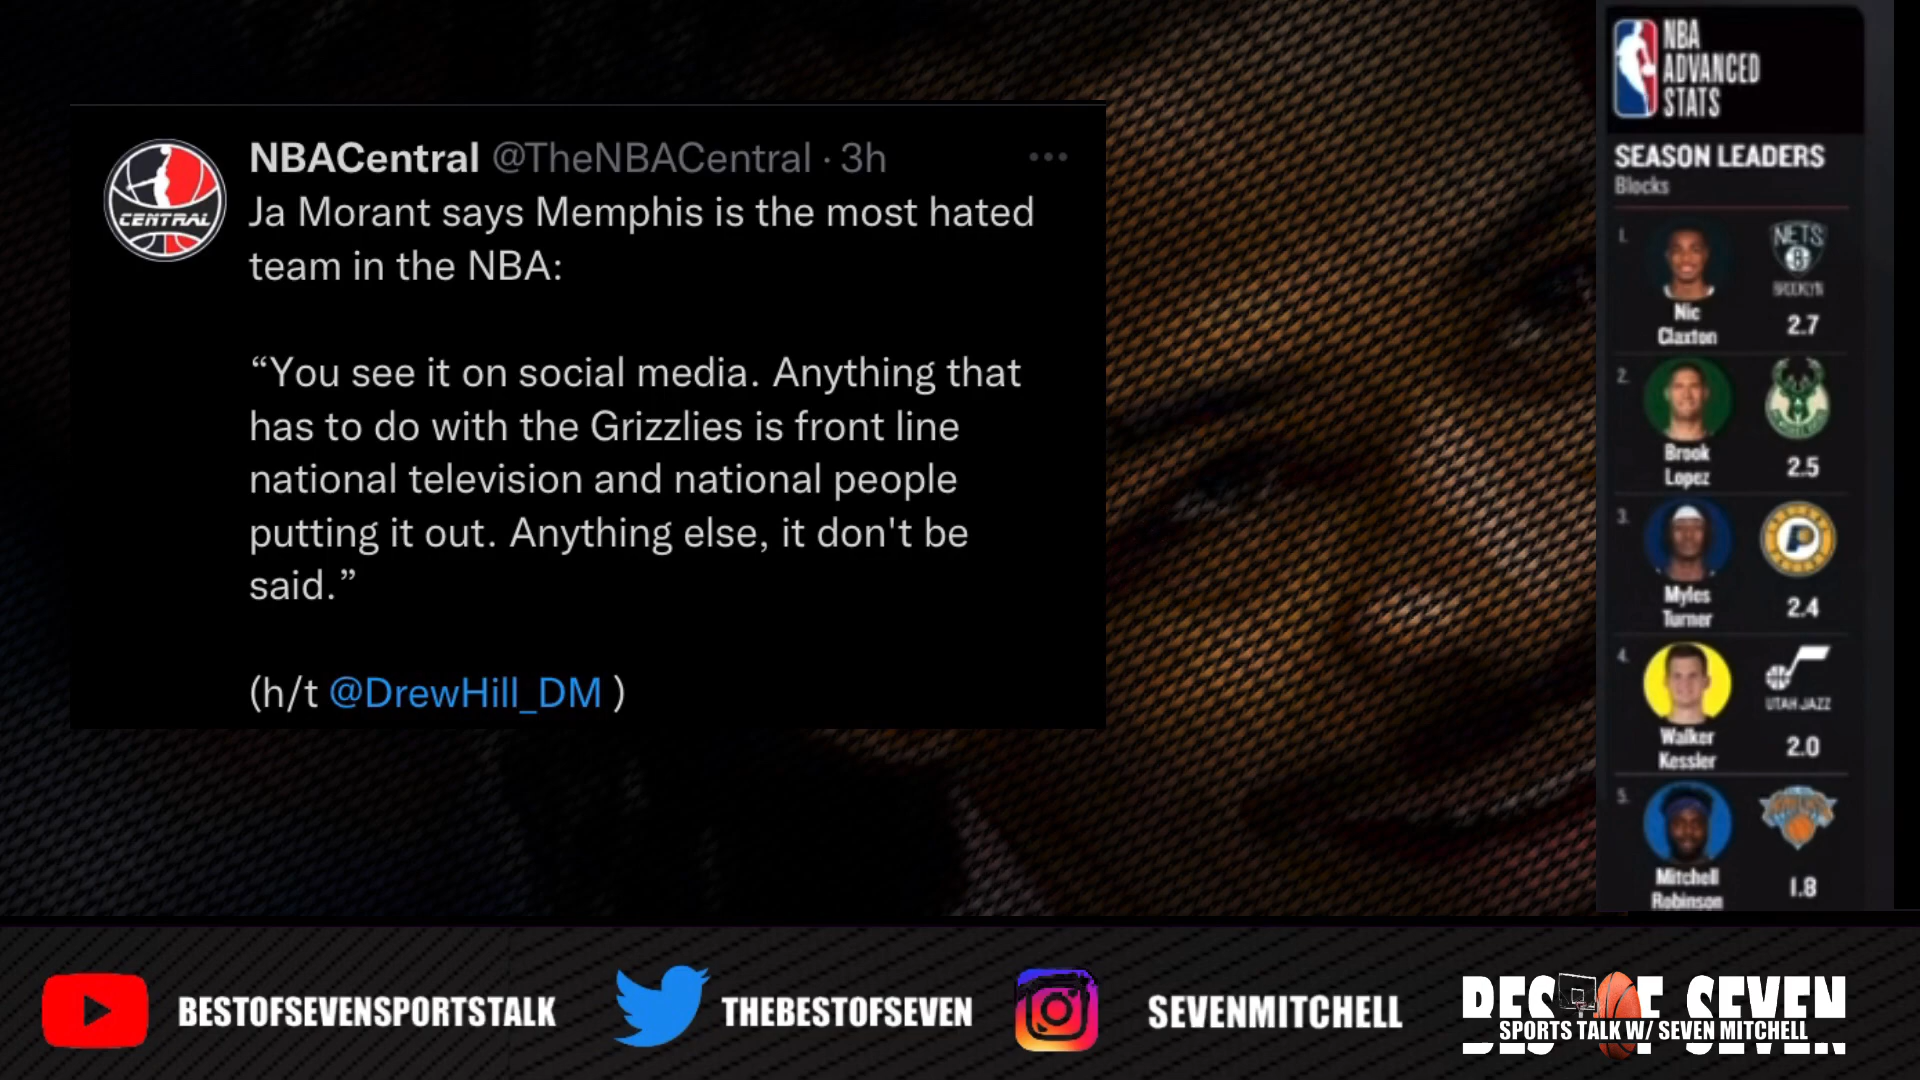 NBACentral @TheNBACentral · 3h
Ja Morant says Memphis is the most hated
team in the NBA:
“You see it on social media. Anything that
has to do with the Grizzlies is front line
national television and national people
putting it out. Anything else, it don't be
said.”
(h/t @DrewHill_DM )
CENTRAL
NBA
ADVANCED
STATS
SEASON LEADERS
Blocks
1.
NETS
B
BROOKLYN
Nic
Claxton
2.7
2.
Brook
Lopez
2.5
3.
P
Myles
Turner
2.4
4.
UTAH JAZZ
Walker
Kessler
2.0
5.
Mitchell
Robinson
1.8
BESTOFSEVENSPORTSTALK
THEBESTOFSEVEN
SEVENMITCHELL
BEST OF SEVEN
SPORTS TALK W/ SEVEN MITCHELL